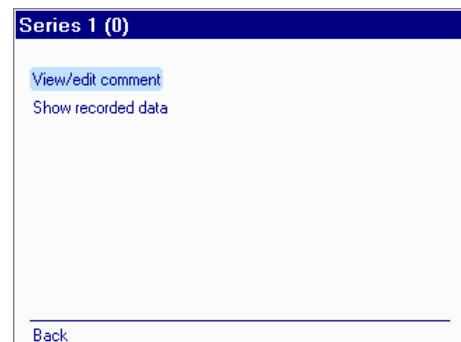 Series 1 (0)
View/edit comment
Show recorded data
Back